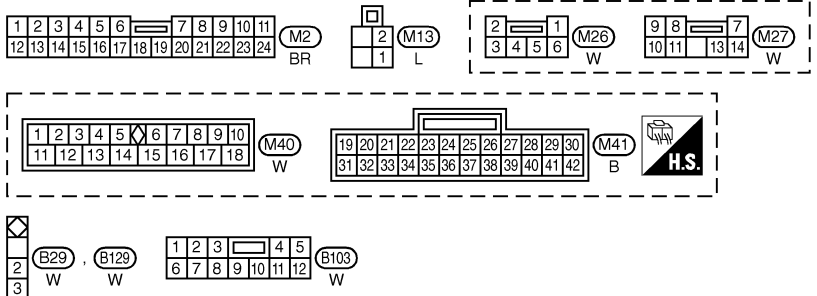 1 2 3 4 5 6 7 8 9 10 11
12 13 14 15 16 17 18 19 20 21 22 23 24
M2
BR
2
1
M13
L
2 1
3 4 5 6
M26
W
9 8 7
10 11 13 14
M27
W
1 2 3 4 5 6 7 8 9 10
11 12 13 14 15 16 17 18
M40
W
19 20 21 22 23 24 25 26 27 28 29 30
31 32 33 34 35 36 37 38 39 40 41 42
M41
B
H.S.
2
3
B29 , B129
W W
1 2 3 4 5
6 7 8 9 10 11 12
B103
W